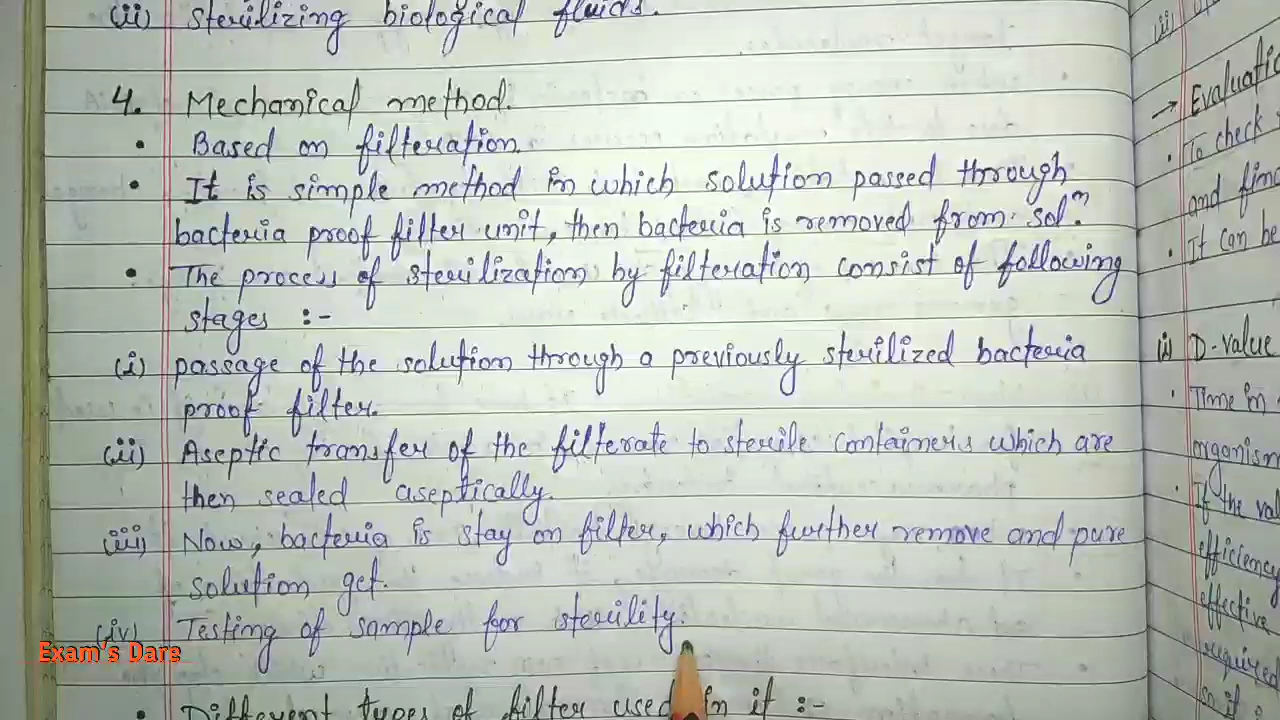 (ii) sterilizing biological fluids.
4. Mechanical method.
• Based on filteration.
• It is simple method in which solution passed through
bacteria proof filter unit, then bacteria is removed from solⁿ.
• The process of sterilization by filteration consist of following
stages :-
(i) passage of the solution through a previously sterilized bacteria
proof filter.
(ii) Aseptic transfer of the filterate to sterile containers which are
then sealed aseptically.
(iii) Now, bacteria is stay on filter, which further remove and pure
solution get.
(iv) Testing of sample for sterility.
Exam's Dare
• Different types of filter used in it :-
(ii)
→ Evaluatio
• To check
and find
• It can be
(i) D-value
• Time in
organism
• If the val
efficiency
effective
required
so if